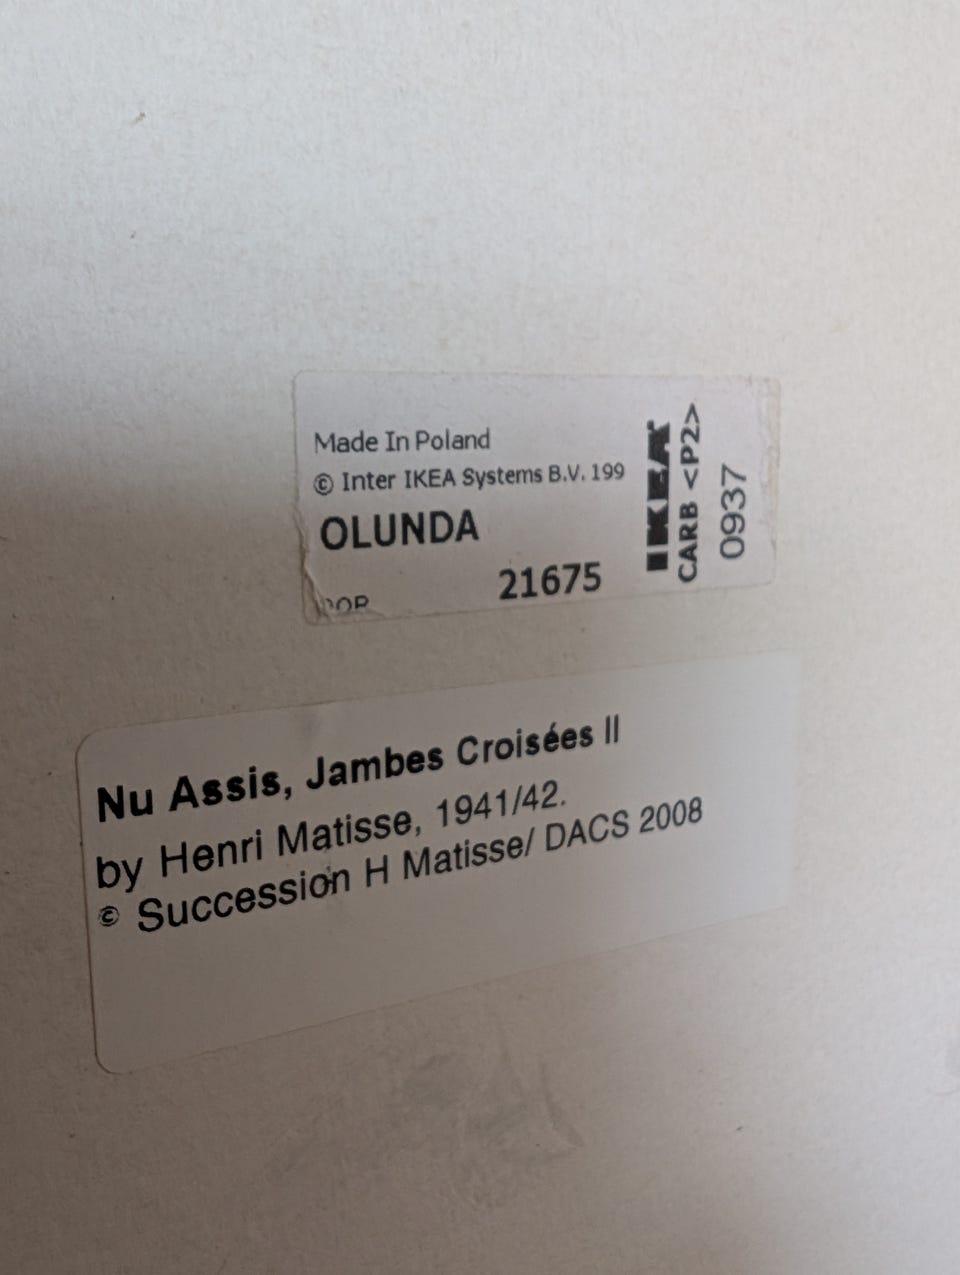 Made In Poland
© Inter IKEA Systems B.V. 199
OLUNDA
21675
IKEA
CARB <P2>
0937
Nu Assis, Jambes Croisées II
by Henri Matisse, 1941/42.
© Succession H Matisse/ DACS 2008